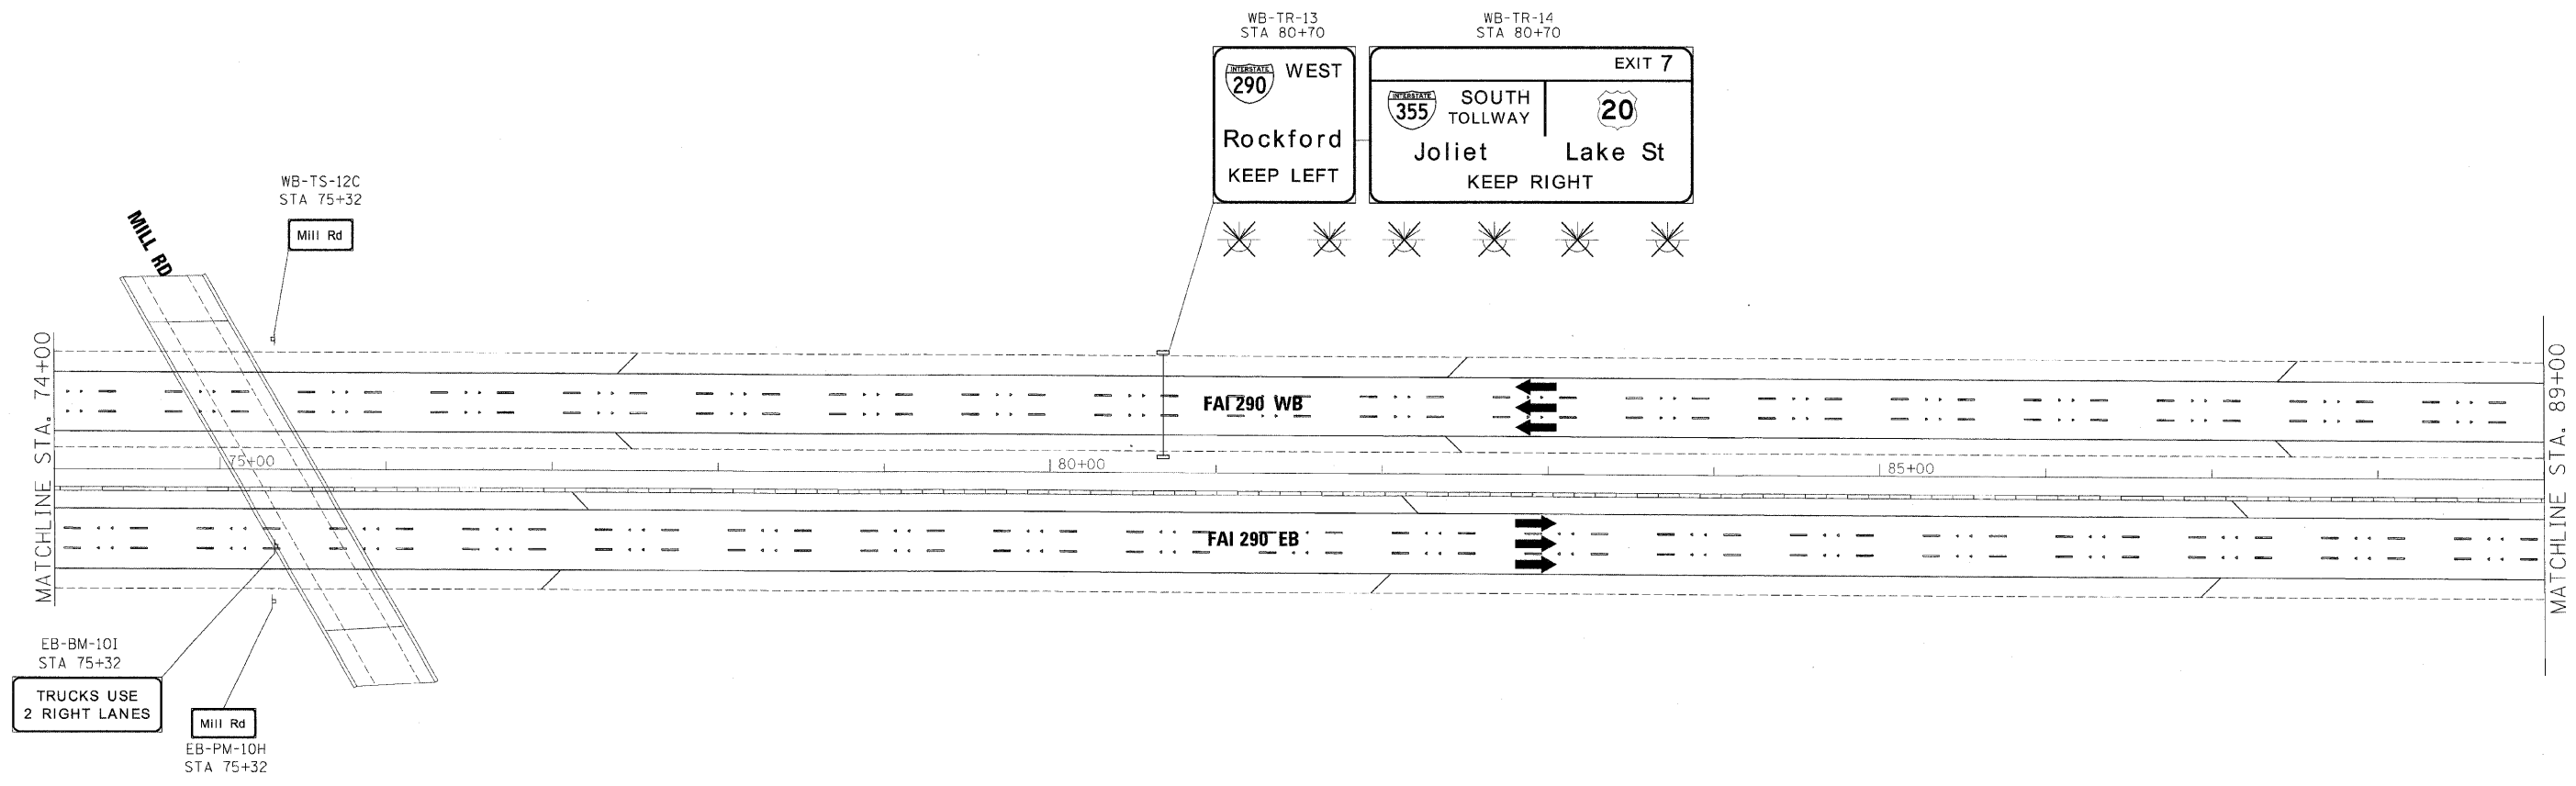 WB-TR-13
STA 80+70
WB-TR-14
STA 80+70
INTERSTATE
290
WEST
Rockford
KEEP LEFT
EXIT 7
INTERSTATE
355
SOUTH
TOLLWAY
20
Joliet
Lake St
KEEP RIGHT
WB-TS-12C
STA 75+32
Mill Rd
MILL RD
MATCHLINE STA. 74+00
MATCHLINE STA. 89+00
FAI 290 WB
75+00
80+00
85+00
FAI 290 EB
EB-BM-10I
STA 75+32
TRUCKS USE
2 RIGHT LANES
Mill Rd
EB-PM-10H
STA 75+32